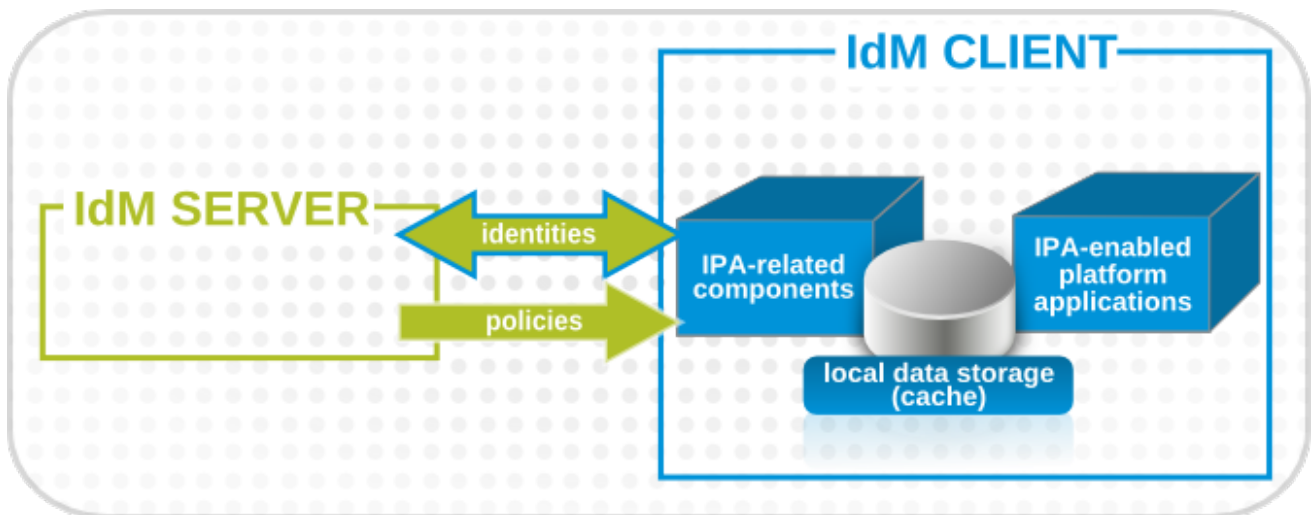 IdM CLIENT
IdM SERVER
identities
policies
IPA-related
components
IPA-enabled
platform
applications
local data storage
(cache)